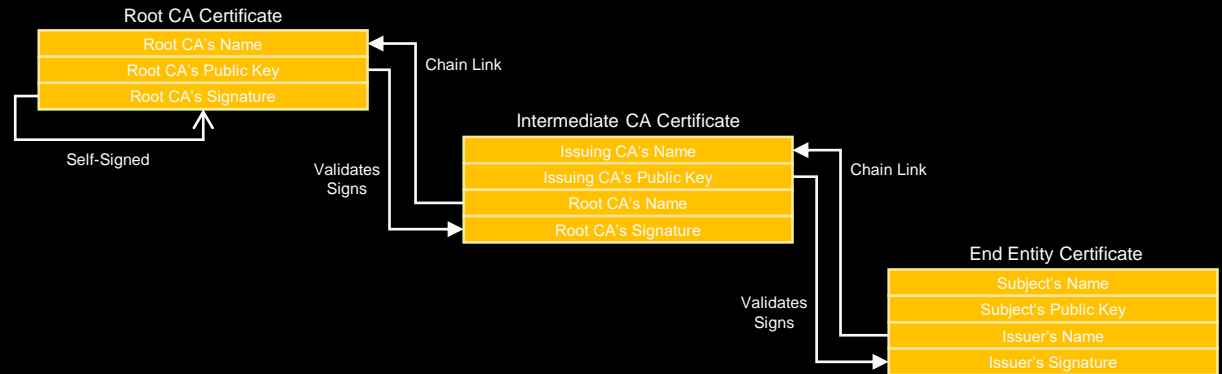 Root CA Certificate
Root CA's Name
Root CA's Public Key
Root CA's Signature
Self-Signed
Chain Link
Validates
Signs
Intermediate CA Certificate
Issuing CA's Name
Issuing CA's Public Key
Root CA's Name
Root CA's Signature
Chain Link
Validates
Signs
End Entity Certificate
Subject's Name
Subject's Public Key
Issuer's Name
Issuer's Signature